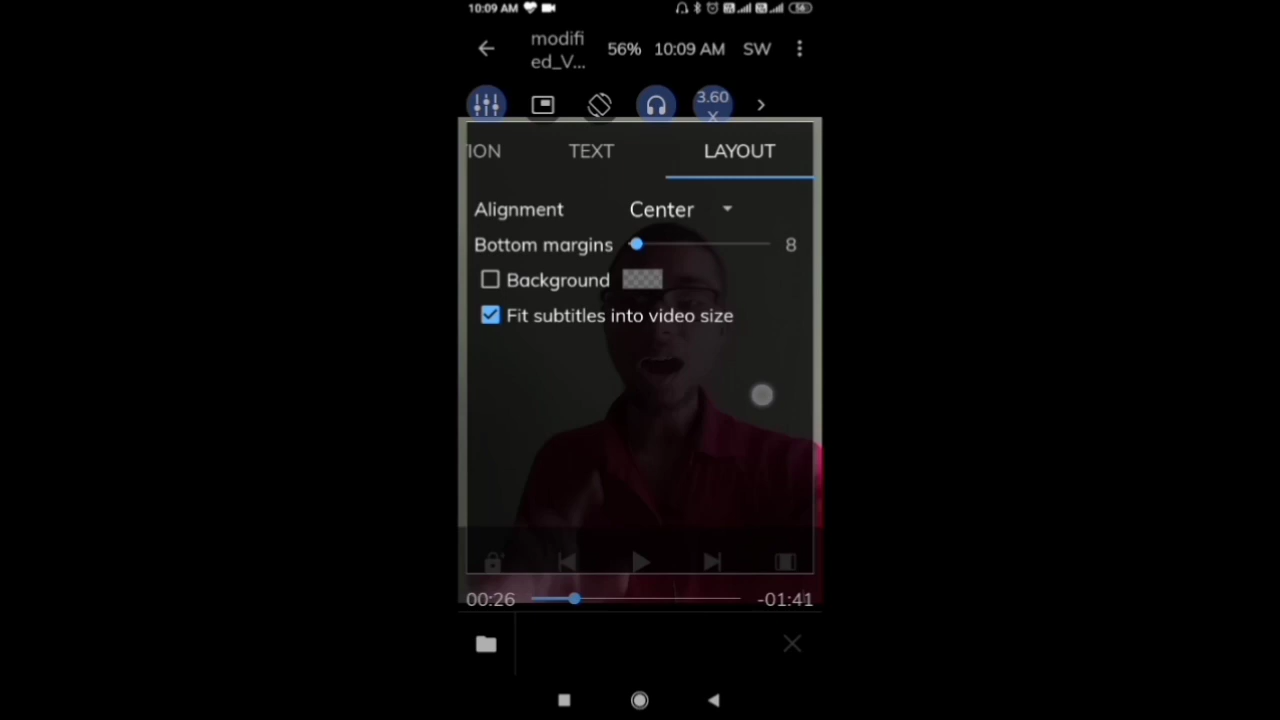 10:09 AM 56
modifi
ed_V... 56% 10:09 AM SW
3.60
X
ION TEXT LAYOUT
Alignment Center
Bottom margins 8
Background
Fit subtitles into video size
00:26 -01:41